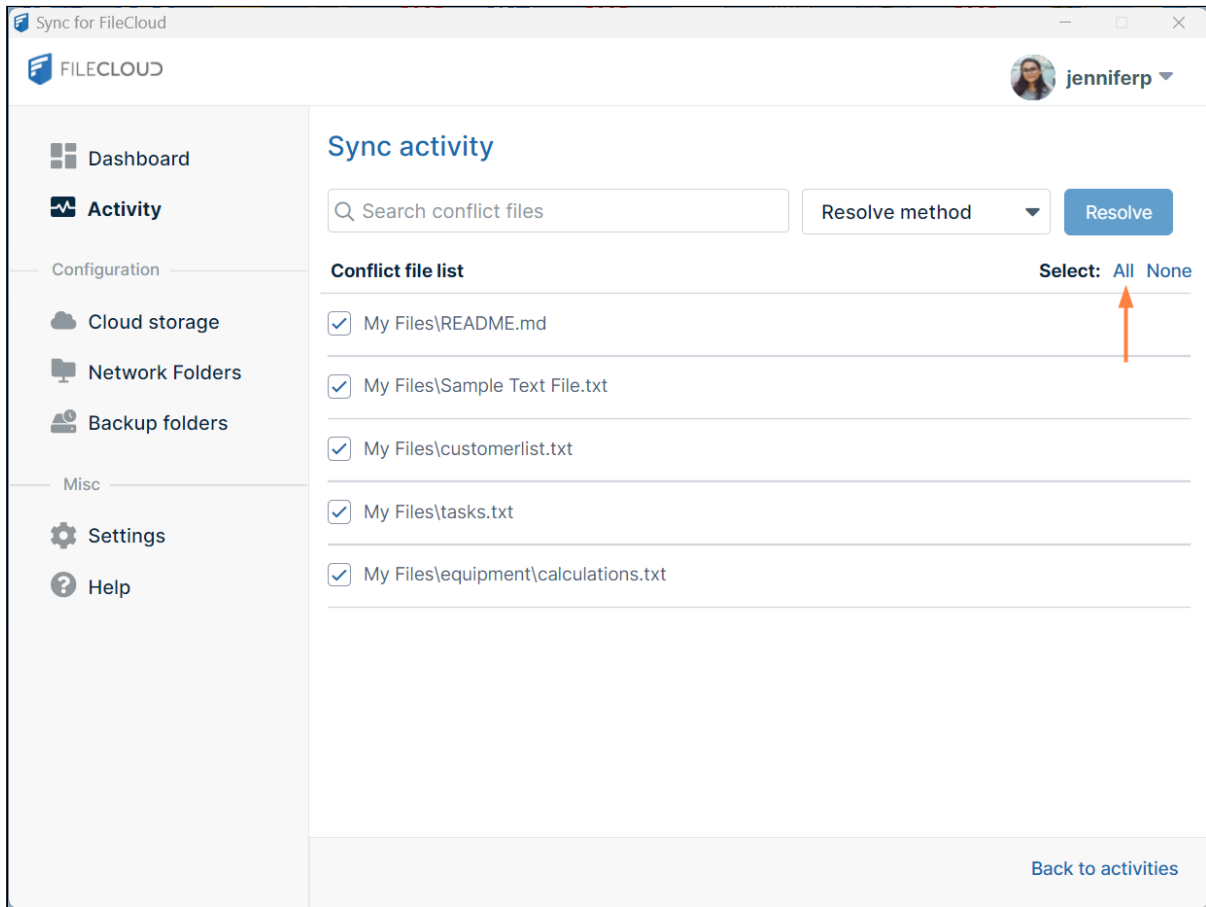 Sync for FileCloud
FILECLOUD
jenniferp
Dashboard
Activity
Configuration
Cloud storage
Network Folders
Backup folders
Misc
Settings
Help
Sync activity
Search conflict files
Resolve method
Resolve
Conflict file list
Select: All None
My Files\README.md
My Files\Sample Text File.txt
My Files\customerlist.txt
My Files\tasks.txt
My Files\equipment\calculations.txt
Back to activities